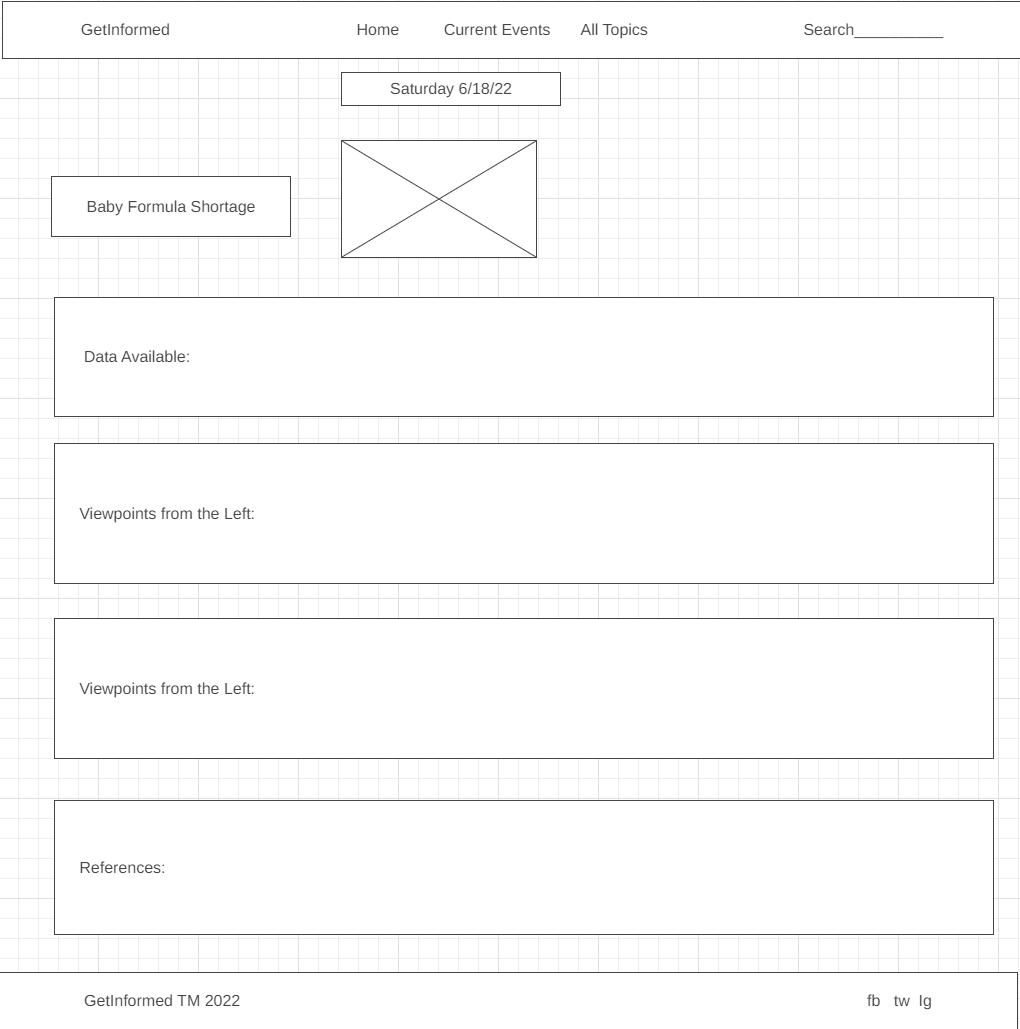 GetInformed Home Current Events All Topics Search__________
Saturday 6/18/22
Baby Formula Shortage
Data Available:
Viewpoints from the Left:
Viewpoints from the Left:
References:
GetInformed TM 2022 fb tw Ig